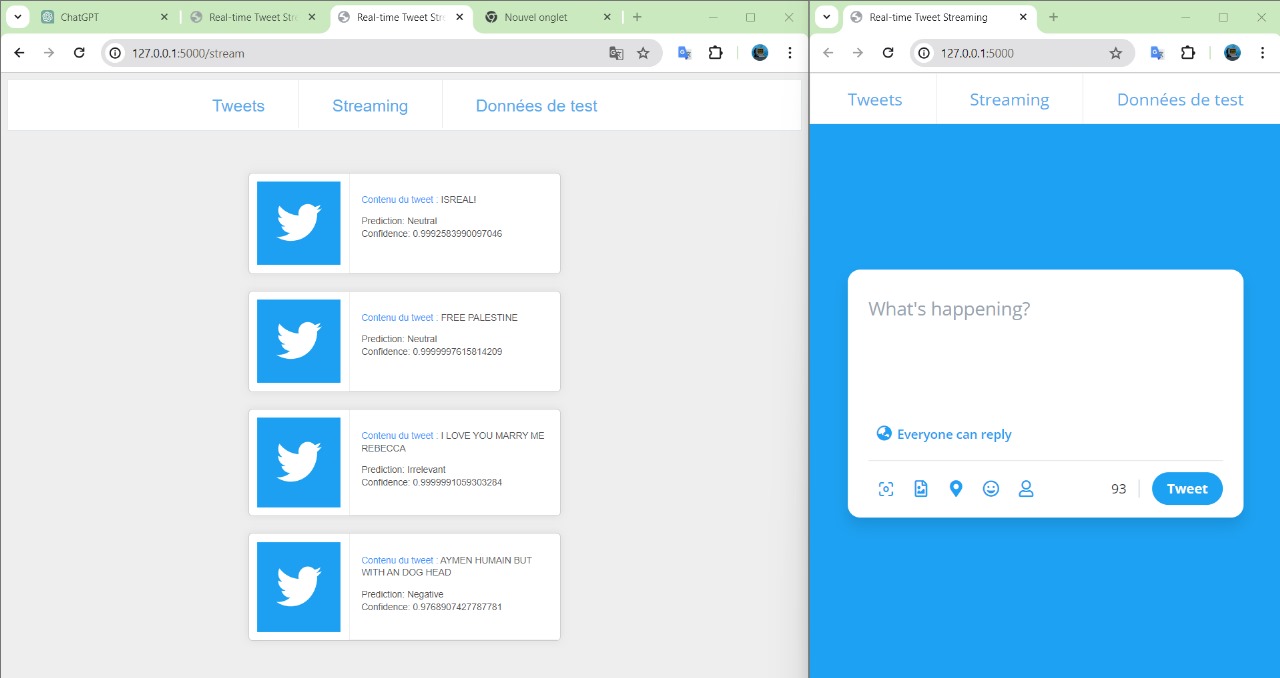 ChatGPT
Real-time Tweet Str
Real-time Tweet Str
Nouvel onglet
127.0.0.1:5000/stream
Tweets
Streaming
Données de test
Contenu du tweet : ISREAL!
Prediction: Neutral
Confidence: 0.9992583990097046
Contenu du tweet : FREE PALESTINE
Prediction: Neutral
Confidence: 0.9999997615814209
Contenu du tweet : I LOVE YOU MARRY ME
REBECCA
Prediction: Irrelevant
Confidence: 0.9999991059303284
Contenu du tweet : AYMEN HUMAIN BUT
WITH AN DOG HEAD
Prediction: Negative
Confidence: 0.9768907427787781
Real-time Tweet Streaming
127.0.0.1:5000
Tweets
Streaming
Données de test
What's happening?
Everyone can reply
93
Tweet